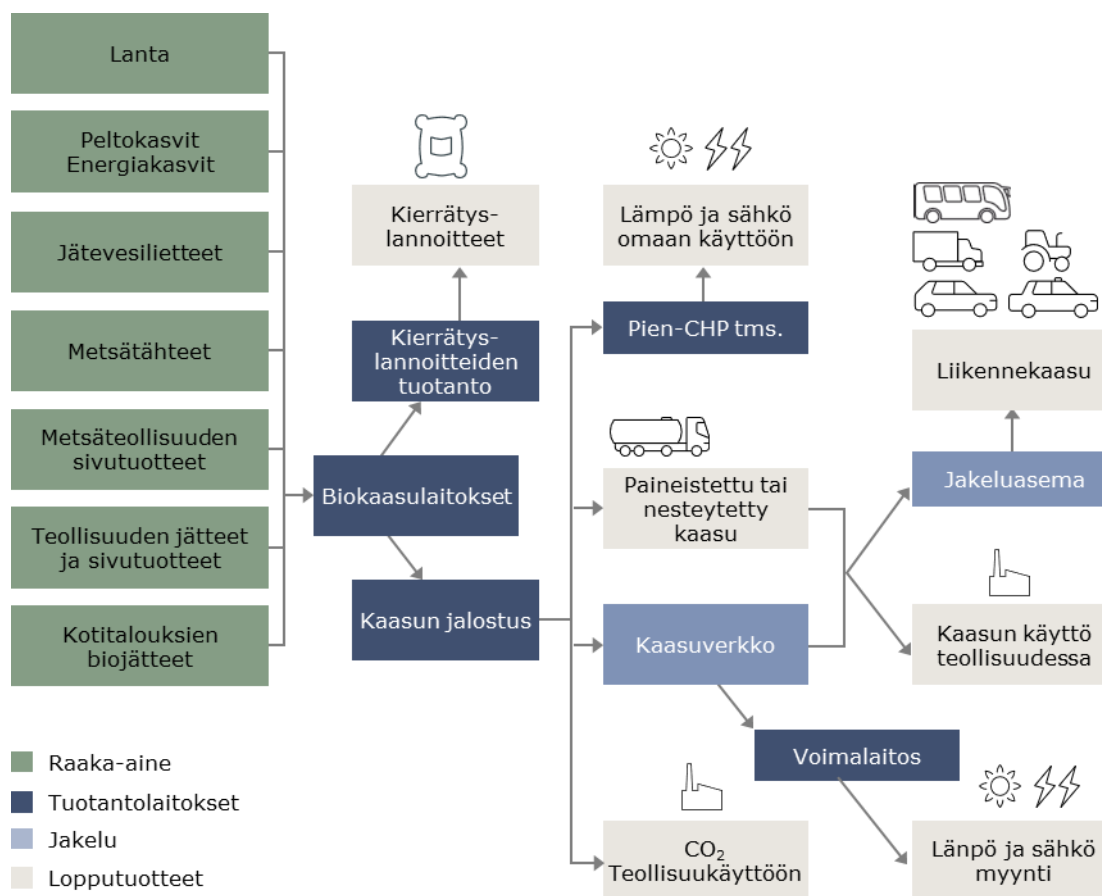 Lanta
Peltokasvit
Energiakasvit
Jätevesilietteet
Metsätähteet
Metsäteollisuuden
sivutuotteet
Teollisuuden jätteet
ja sivutuotteet
Kotitalouksien
biojätteet
Biokaasulaitokset
Kierrätys-
lannoitteiden
tuotanto
Kierrätys-
lannoitteet
Kaasun jalostus
Lämpö ja sähkö
omaan käyttöön
Pien-CHP tms.
Paineistettu tai
nesteytetty
kaasu
Kaasuverkko
CO₂
Teollisuukäyttöön
Voimalaitos
Liikennekaasu
Jakeluasema
Kaasun käyttö
teollisuudessa
Länpö ja sähkö
myynti
Raaka-aine
Tuotantolaitokset
Jakelu
Lopputuotteet